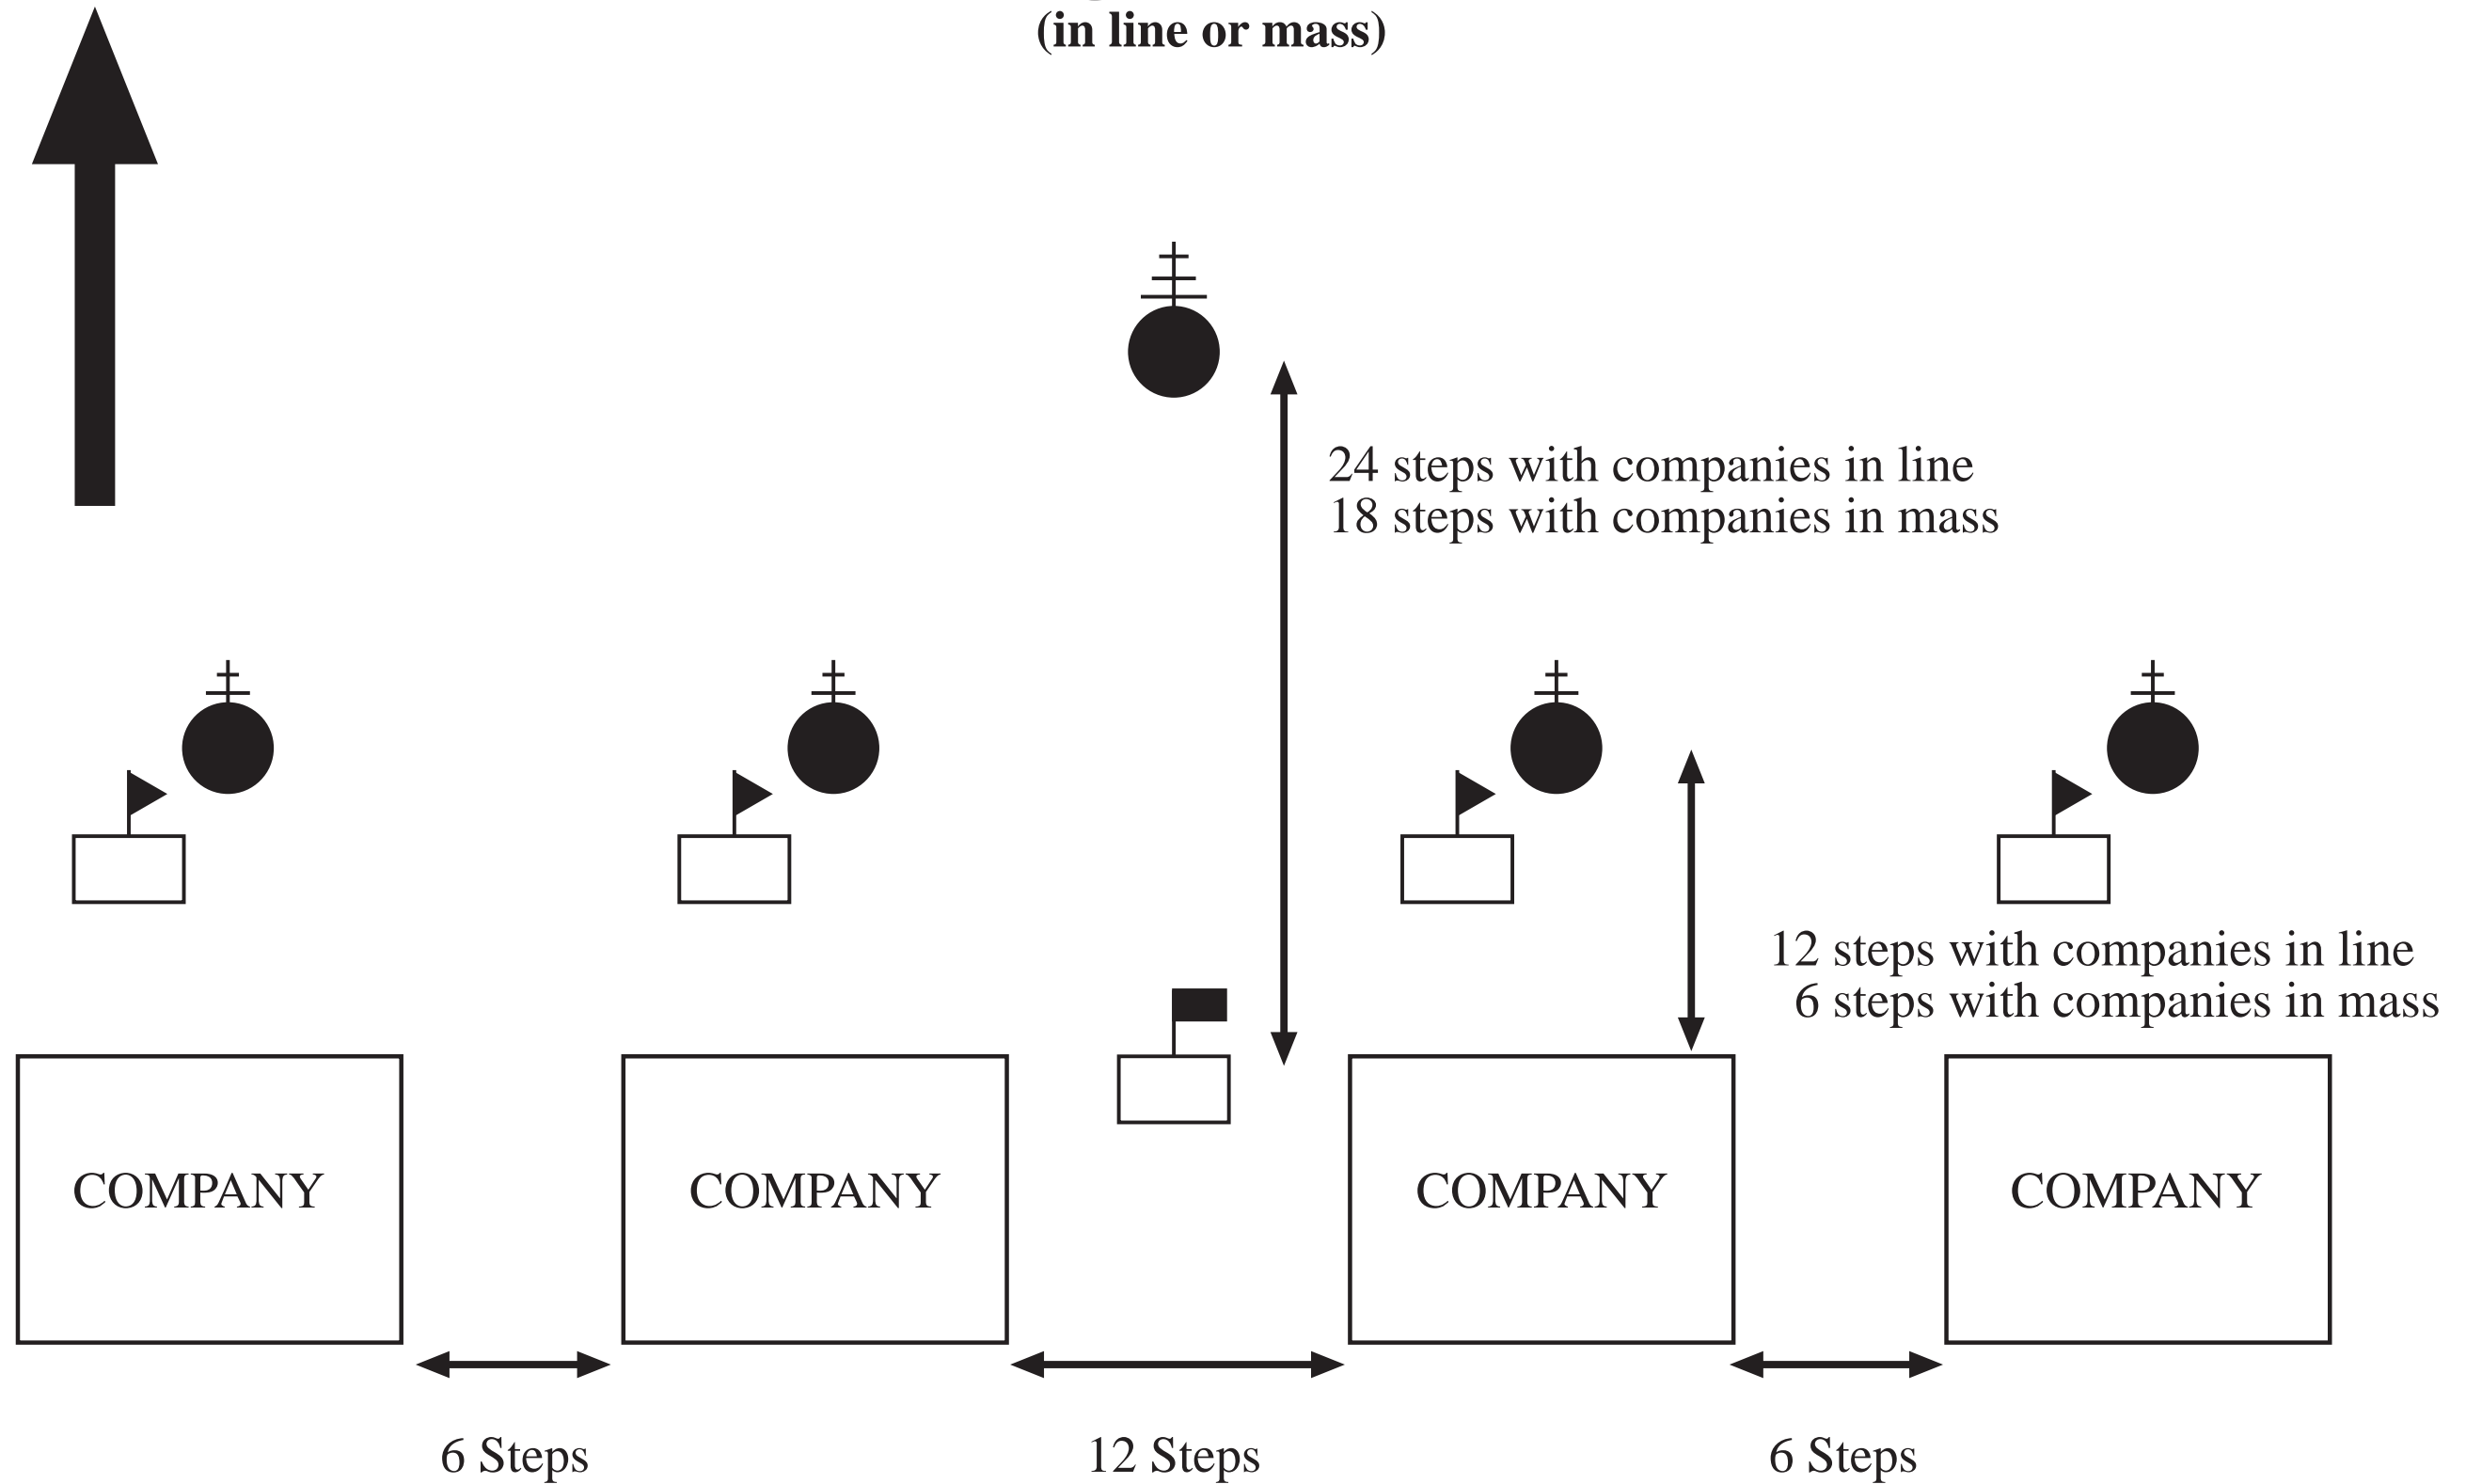 (in line or mass)
24 steps with companies in line
18 steps with companies in mass
12 steps with companies in line
6 steps with companies in mass
COMPANY
COMPANY
COMPANY
COMPANY
6 Steps
12 Steps
6 Steps